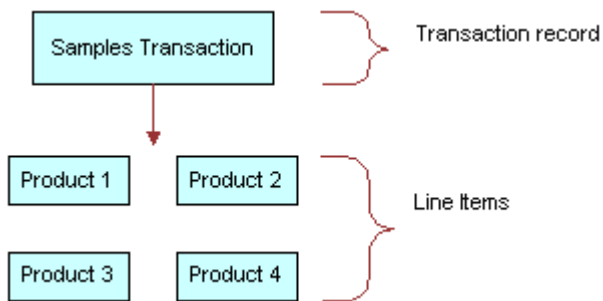 Samples Transaction
Transaction record
Product 1
Product 2
Line Items
Product 3
Product 4